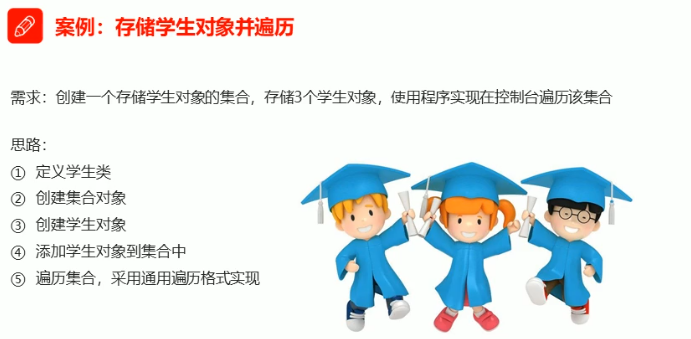 案例：存储学生对象并遍历
需求：创建一个存储学生对象的集合，存储3个学生对象，使用程序实现在控制台遍历该集合
思路：
① 定义学生类
② 创建集合对象
③ 创建学生对象
④ 添加学生对象到集合中
⑤ 遍历集合，采用通用遍历格式实现